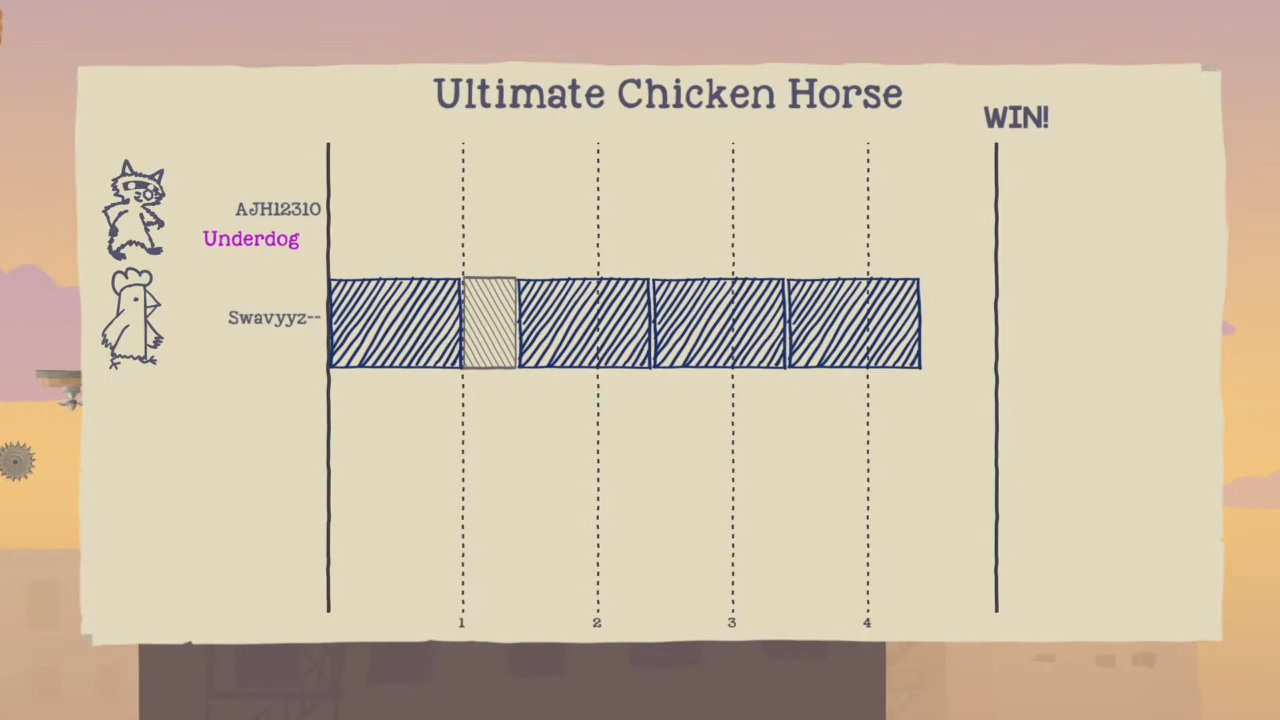 Ultimate Chicken Horse
WIN!
AJH12310
Underdog
Swavyyz--
1 2 3 4